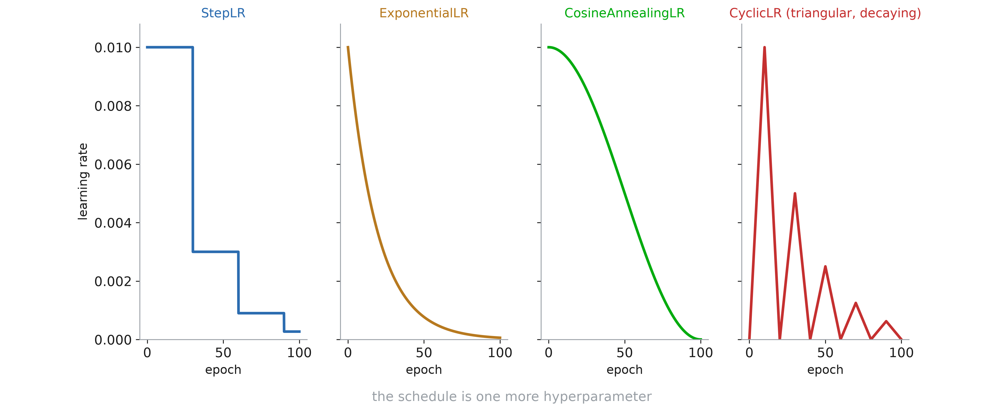 StepLR
ExponentialLR
CosineAnnealingLR
CyclicLR (triangular, decaying)
learning rate
0.010
0.008
0.006
0.004
0.002
0.000
0 50 100
0 50 100
0 50 100
0 50 100
epoch
epoch
epoch
epoch
the schedule is one more hyperparameter